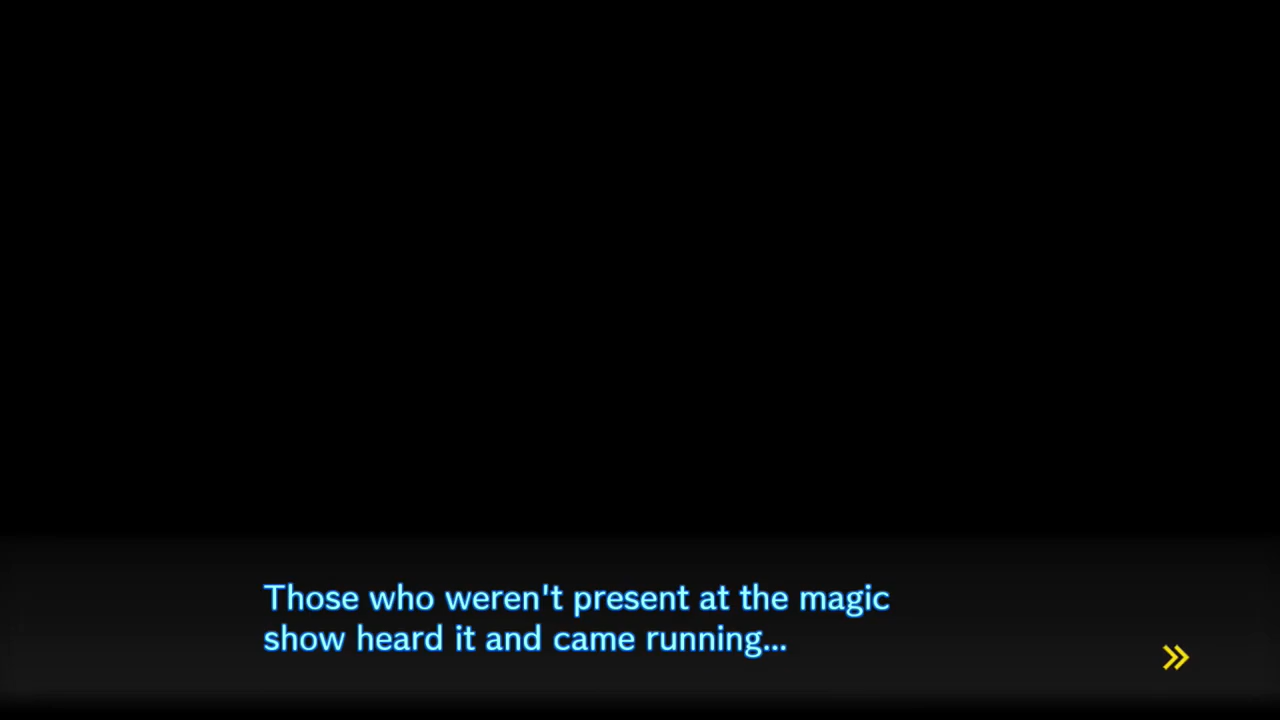 Those who weren't present at the magic
show heard it and came running...